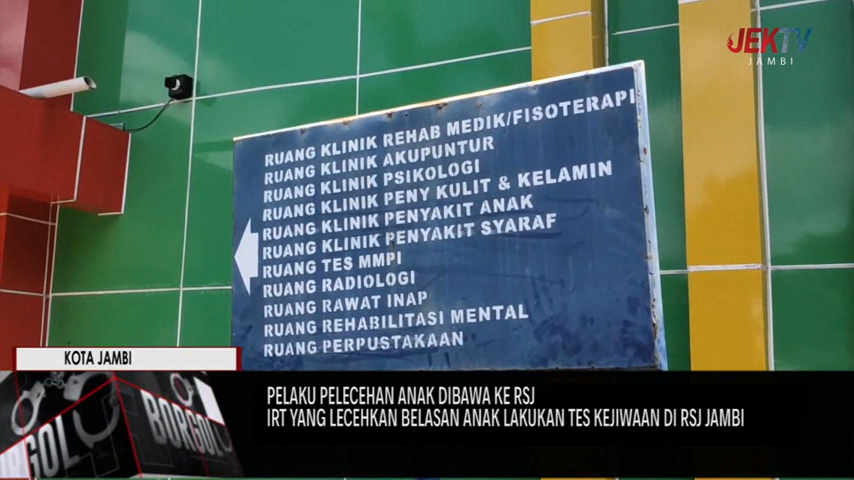 JEKTV
JAMBI
RUANG KLINIK REHAB MEDIK/FISOTERAPI
RUANG KLINIK AKUPUNTUR
RUANG KLINIK PSIKOLOGI
RUANG KLINIK PENY KULIT & KELAMIN
RUANG KLINIK PENYAKIT ANAK
RUANG KLINIK PENYAKIT SYARAF
RUANG TES MMPI
RUANG RADIOLOGI
RUANG RAWAT INAP
RUANG REHABILITASI MENTAL
RUANG PERPUSTAKAAN
KOTA JAMBI
BORGOL
PELAKU PELECEHAN ANAK DIBAWA KE RSJ
IRT YANG LECEHKAN BELASAN ANAK LAKUKAN TES KEJIWAAN DI RSJ JAMBI